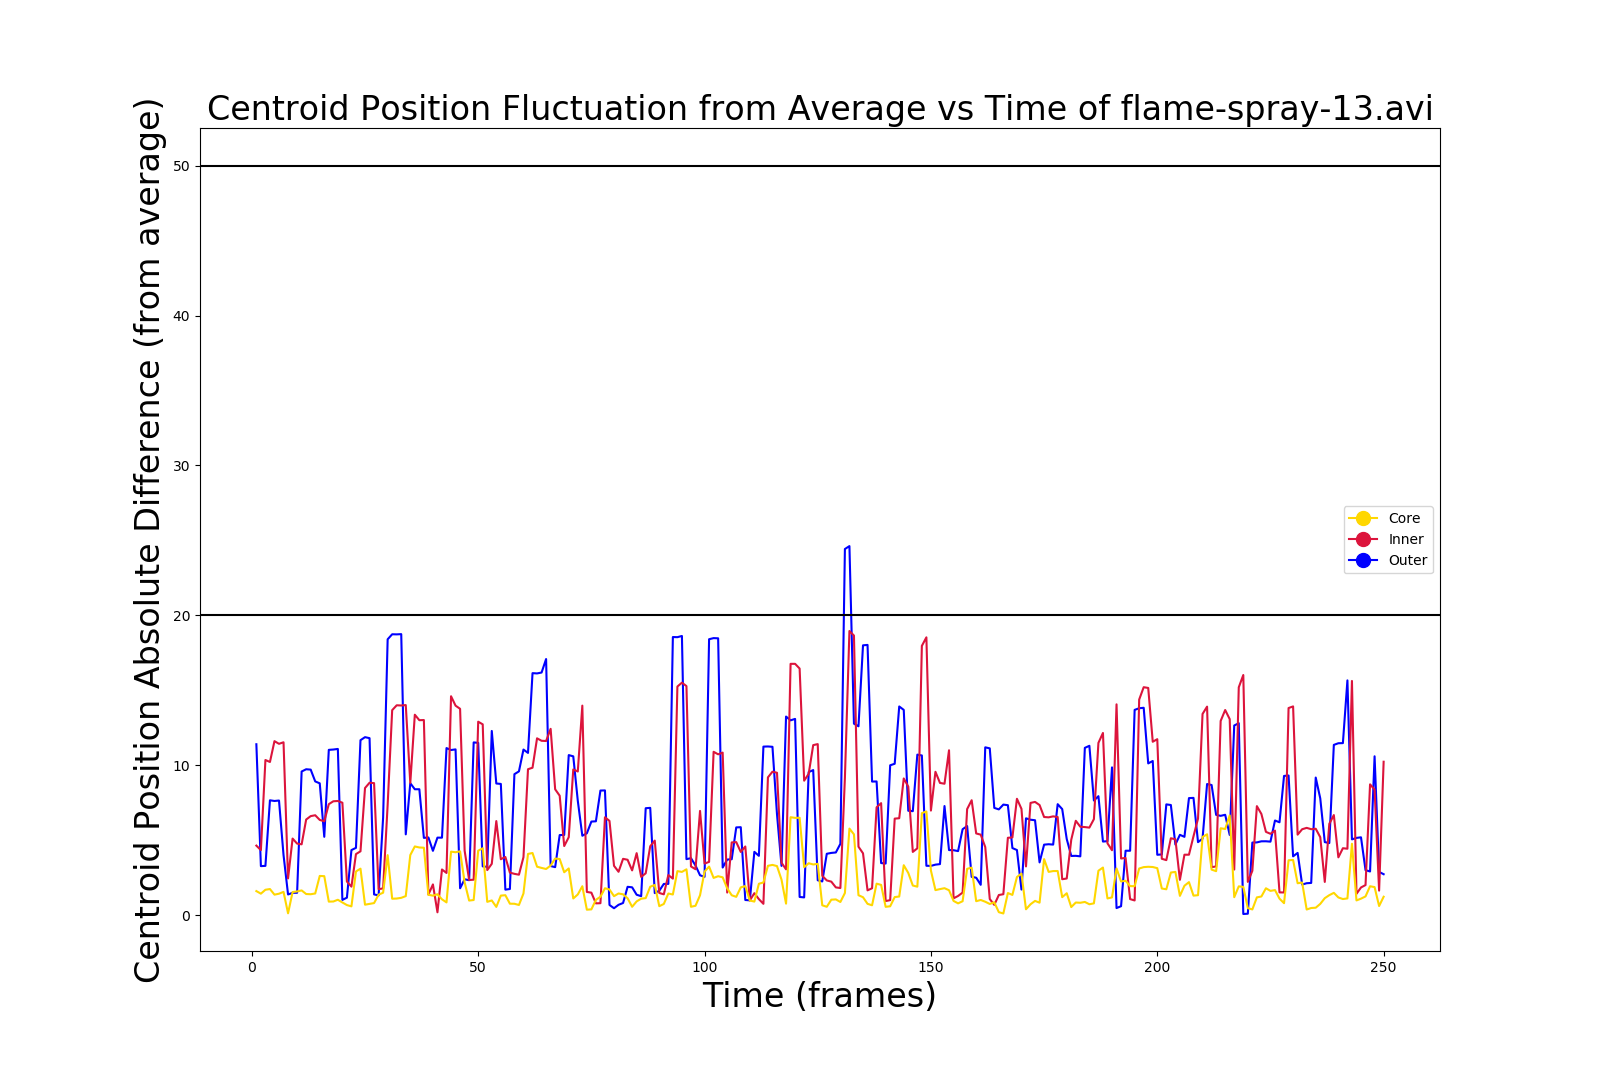 Centroid Position Fluctuation from Average vs Time of flame-spray-13.avi
Centroid Position Absolute Difference (from average)
50
40
30
20
10
0
Core
Inner
Outer
0 50 100 150 200 250
Time (frames)